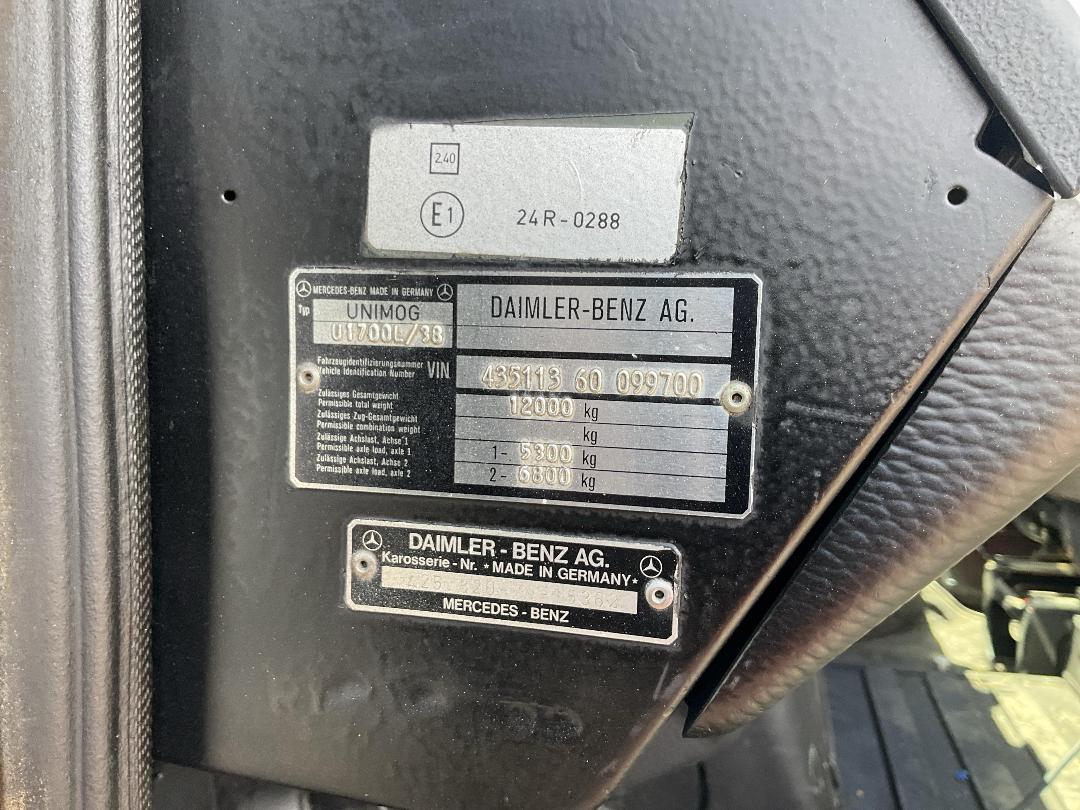 2,40
E1 24 R - 0288
MERCEDES-BENZ MADE IN GERMANY
Typ UNIMOG
U1700L/38
DAIMLER-BENZ AG.
Fahrzeugidentifizierungsnummer
Vehicle Identification Number
VIN 435113 60 099700
Zulässiges Gesamtgewicht
Permissible total weight
12000 kg
Zulässiges Zug-Gesamtgewicht
Permissible combination weight
kg
Zulässige Achslast, Achse 1
Permissible axle load, axle 1
1- 5300 kg
Zulässige Achslast, Achse 2
Permissible axle load, axle 2
2- 6800 kg
DAIMLER - BENZ AG.
Karosserie - Nr. * MADE IN GERMANY *
MERCEDES - BENZ